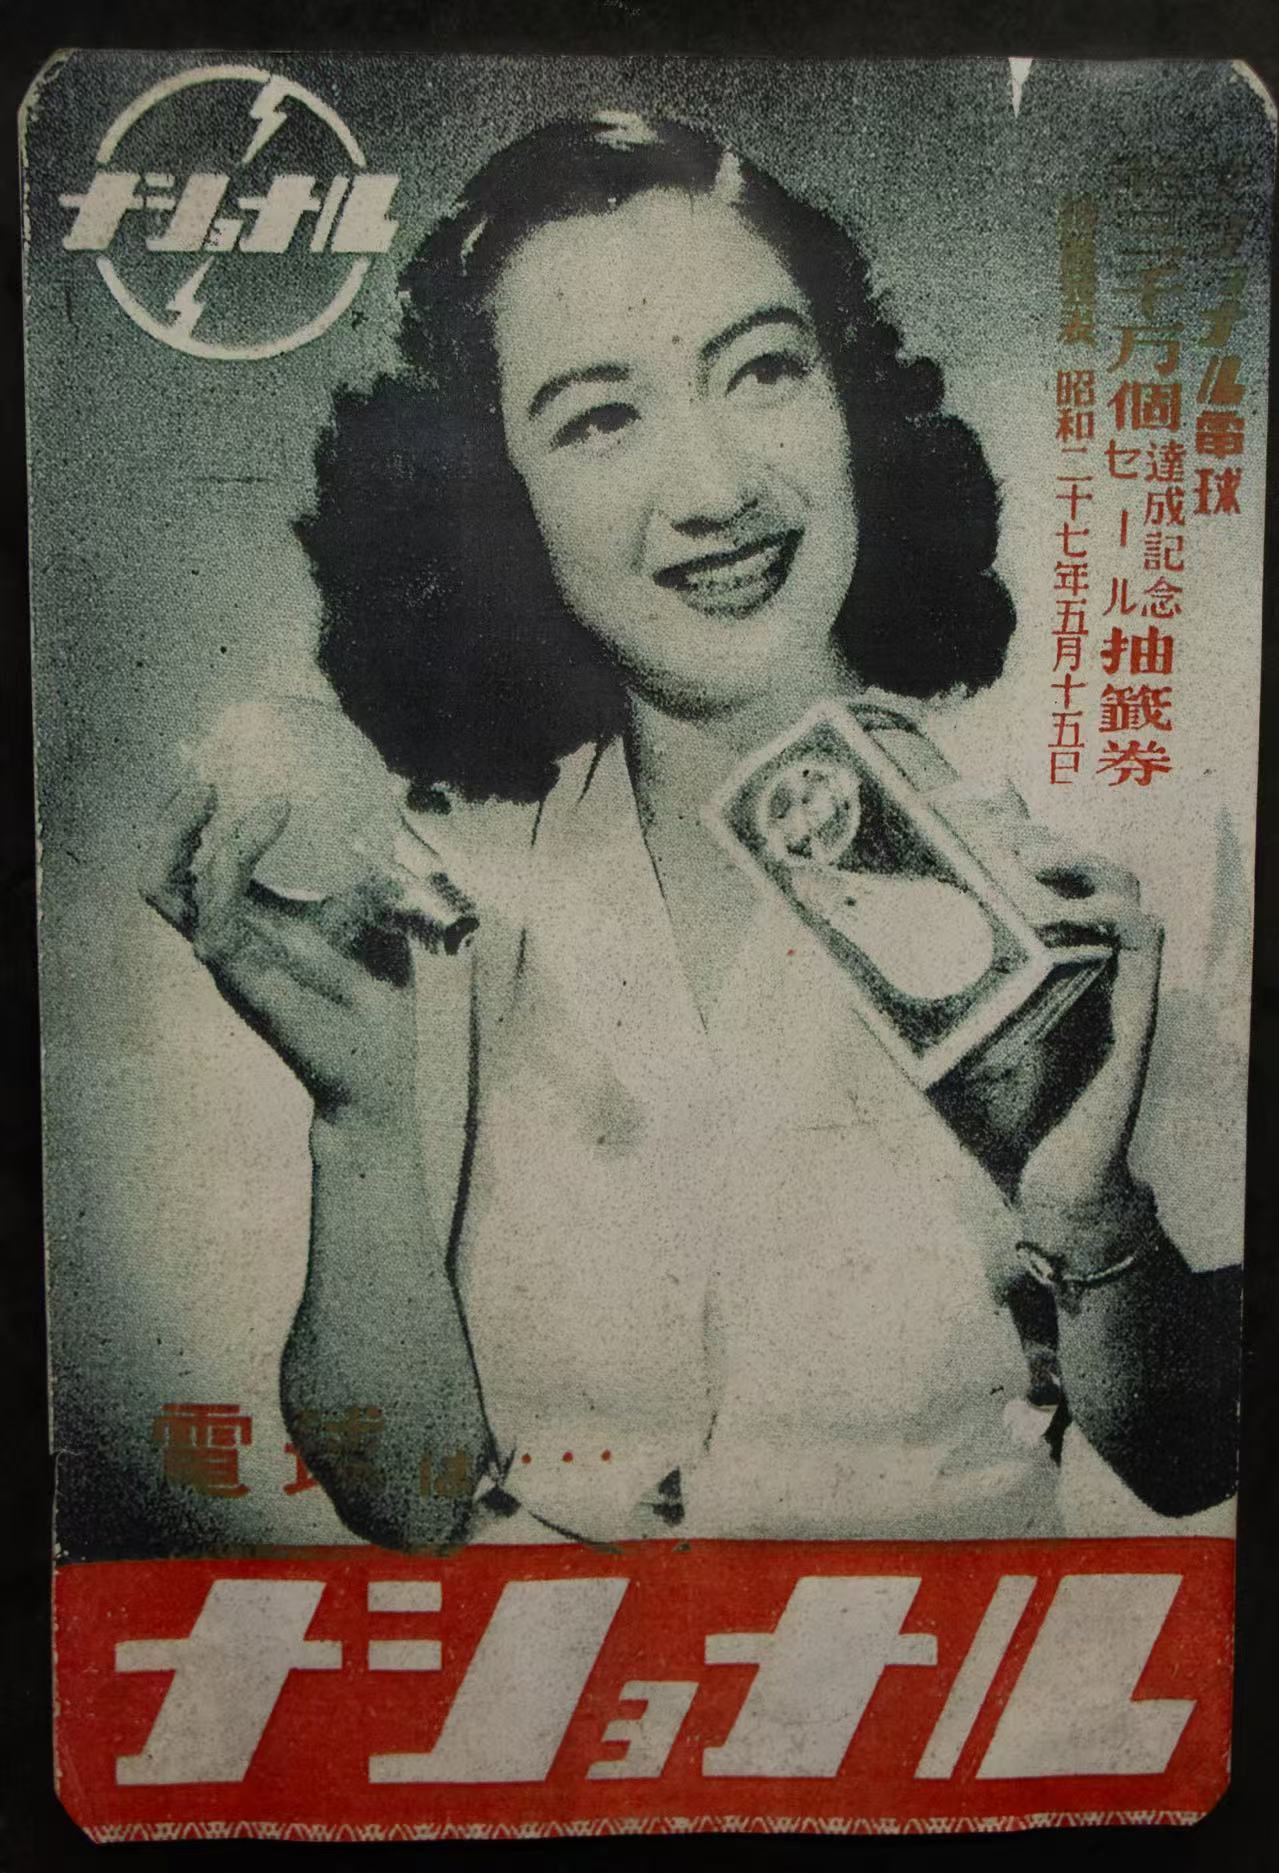 ナショナル
ナショナル電球
千万個達成記念セール抽籤券
発表 昭和二十七年五月十五日
電球は・・・
ナショナル